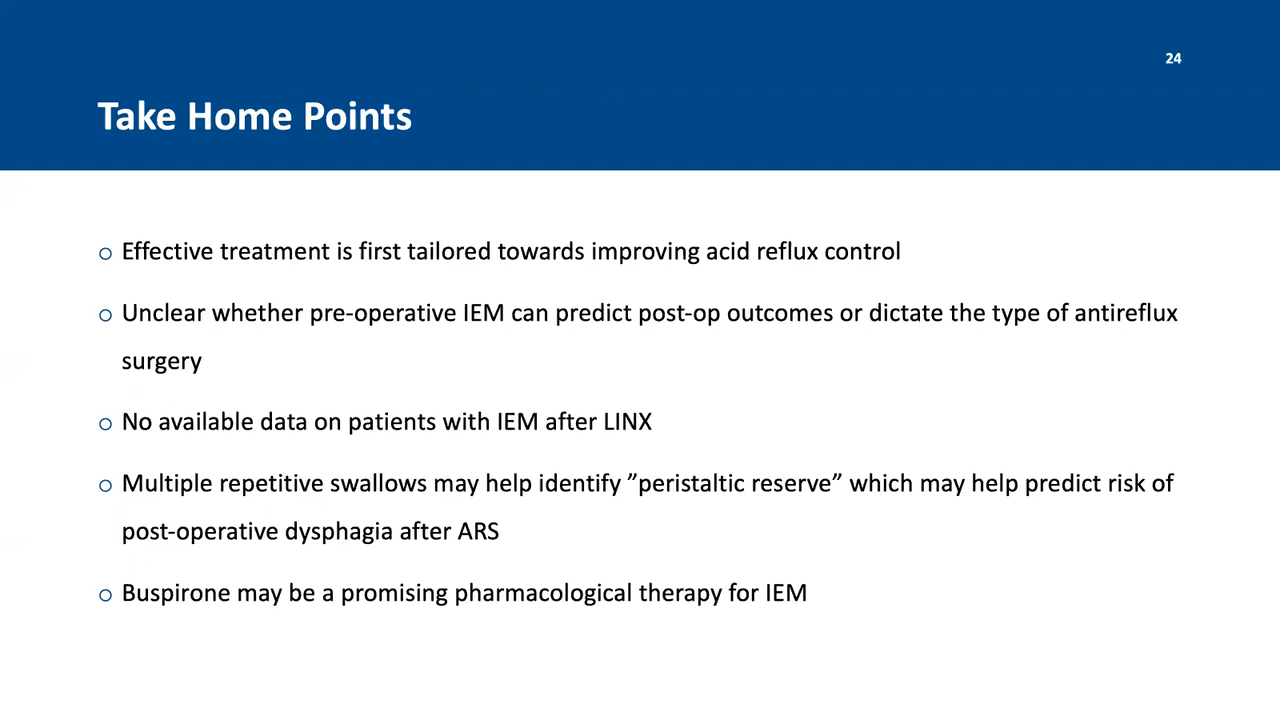 24
Take Home Points
o Effective treatment is first tailored towards improving acid reflux control
o Unclear whether pre-operative IEM can predict post-op outcomes or dictate the type of antireflux
surgery
o No available data on patients with IEM after LINX
o Multiple repetitive swallows may help identify ”peristaltic reserve” which may help predict risk of
post-operative dysphagia after ARS
o Buspirone may be a promising pharmacological therapy for IEM